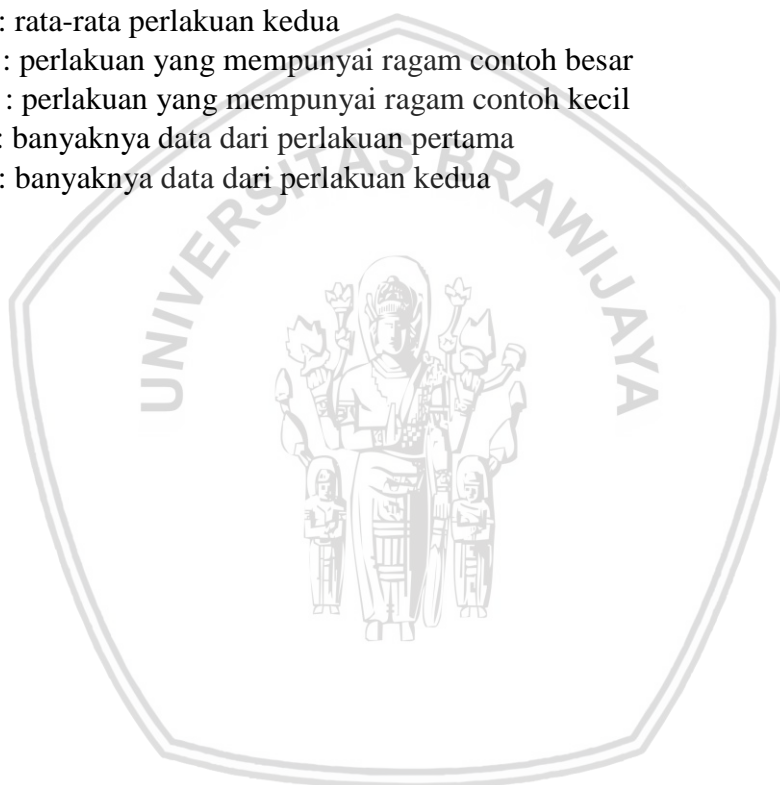 : rata-rata perlakuan kedua
: perlakuan yang mempunyai ragam contoh besar
: perlakuan yang mempunyai ragam contoh kecil
: banyaknya data dari perlakuan pertama
: banyaknya data dari perlakuan kedua
UNIVERSITAS BRAWIJAYA